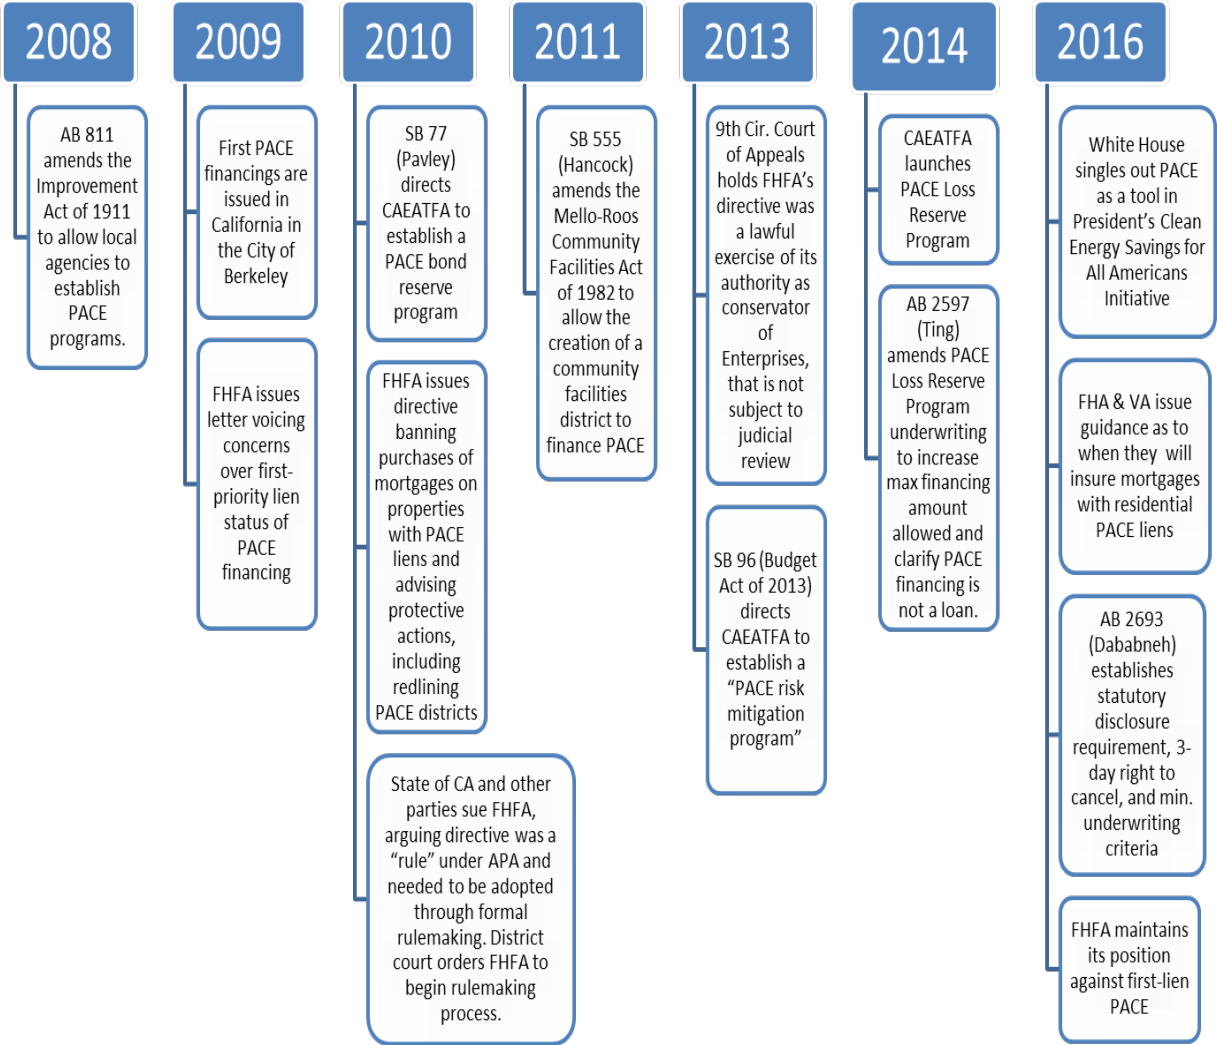 2008
AB 811
amends the
Improvement
Act of 1911
to allow local
agencies to
establish
PACE
programs.
2009
First PACE
financings are
issued in
California in
the City of
Berkeley
FHFA issues
letter voicing
concerns
over first-
priority lien
status of
PACE
financing
2010
SB 77
(Pavley)
directs
CAEATFA to
establish a
PACE bond
reserve
program
FHFA issues
directive
banning
purchases of
mortgages on
properties
with PACE
liens and
advising
protective
actions,
including
redlining
PACE districts
State of CA and other
parties sue FHFA,
arguing directive was a
“rule” under APA and
needed to be adopted
through formal
rulemaking. District
court orders FHFA to
begin rulemaking
process.
2011
SB 555
(Hancock)
amends the
Mello-Roos
Community
Facilities Act
of 1982 to
allow the
creation of a
community
facilities
district to
finance PACE
2013
9th Cir. Court
of Appeals
holds FHFA’s
directive was
a lawful
exercise of its
authority as
conservator
of
Enterprises,
that is not
subject to
judicial
review
SB 96 (Budget
Act of 2013)
directs
CAEATFA to
establish a
“PACE risk
mitigation
program”
2014
CAEATFA
launches
PACE Loss
Reserve
Program
AB 2597
(Ting)
amends PACE
Loss Reserve
Program
underwriting
to increase
max financing
amount
allowed and
clarify PACE
financing is
not a loan.
2016
White House
singles out PACE
as a tool in
President’s Clean
Energy Savings for
All Americans
Initiative
FHA & VA issue
guidance as to
when they will
insure mortgages
with residential
PACE liens
AB 2693
(Dababneh)
establishes
statutory
disclosure
requirement, 3-
day right to
cancel, and min.
underwriting
criteria
FHFA maintains
its position
against first-lien
PACE